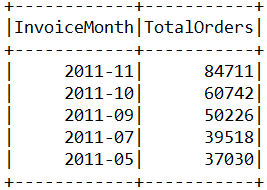 +------------+-----------+
|InvoiceMonth|TotalOrders|
+------------+-----------+
|     2011-11|      84711|
|     2011-10|      60742|
|     2011-09|      50226|
|     2011-07|      39518|
|     2011-05|      37030|
+------------+-----------+